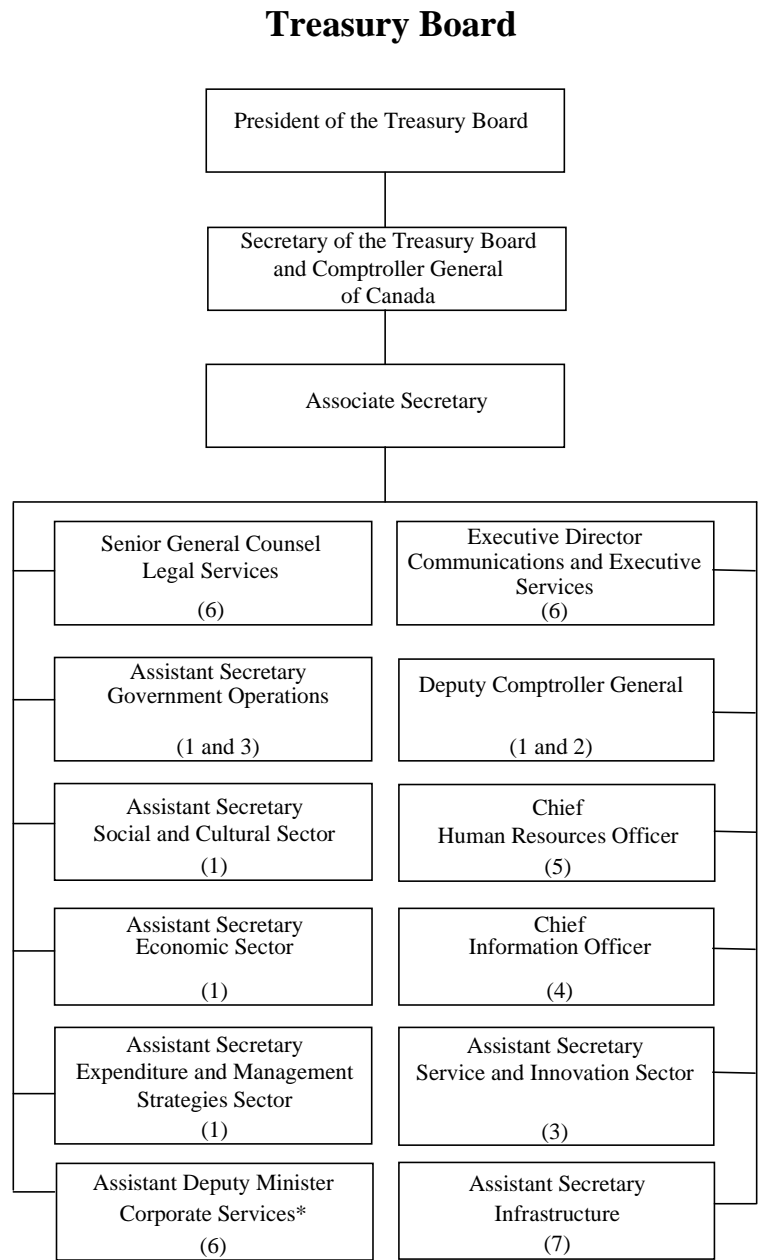 Treasury Board
President of the Treasury Board
Secretary of the Treasury Board
and Comptroller General
of Canada
Associate Secretary
Senior General Counsel
Legal Services
(6)
Executive Director
Communications and Executive
Services
(6)
Assistant Secretary
Government Operations
(1 and 3)
Deputy Comptroller General
(1 and 2)
Assistant Secretary
Social and Cultural Sector
(1)
Chief
Human Resources Officer
(5)
Assistant Secretary
Economic Sector
(1)
Chief
Information Officer
(4)
Assistant Secretary
Expenditure and Management
Strategies Sector
(1)
Assistant Secretary
Service and Innovation Sector
(3)
Assistant Deputy Minister
Corporate Services*
(6)
Assistant Secretary
Infrastructure
(7)